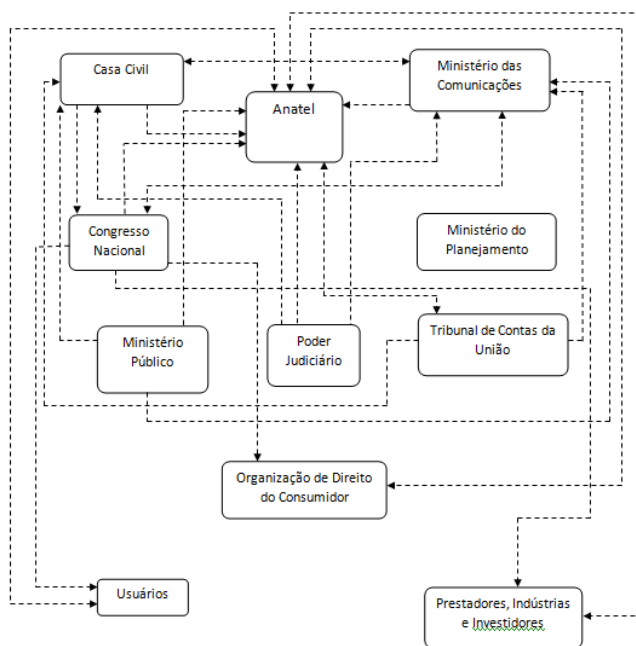 Casa Civil
Ministério das
Comunicações
Anatel
Congresso
Nacional
Ministério do
Planejamento
Ministério
Público
Poder
Judiciário
Tribunal de Contas da
União
Organização de Direito
do Consumidor
Usuários
Prestadores, Indústrias
e Investidores